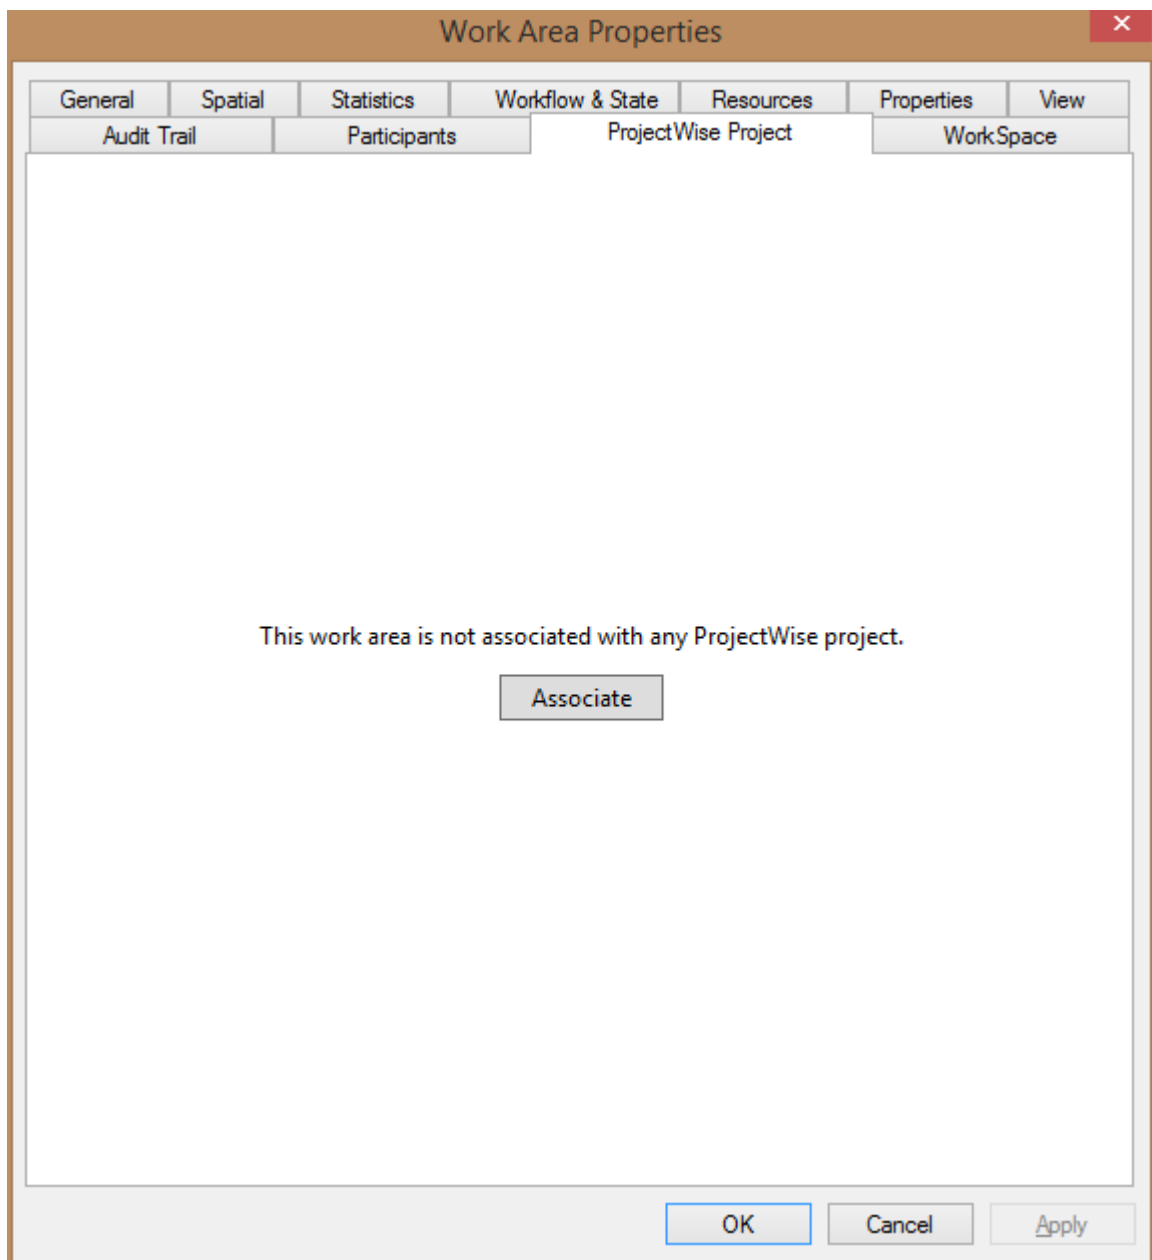 Work Area Properties
General Spatial Statistics Workflow & State Resources Properties View
Audit Trail Participants ProjectWise Project WorkSpace
This work area is not associated with any ProjectWise project.
Associate
OK Cancel Apply